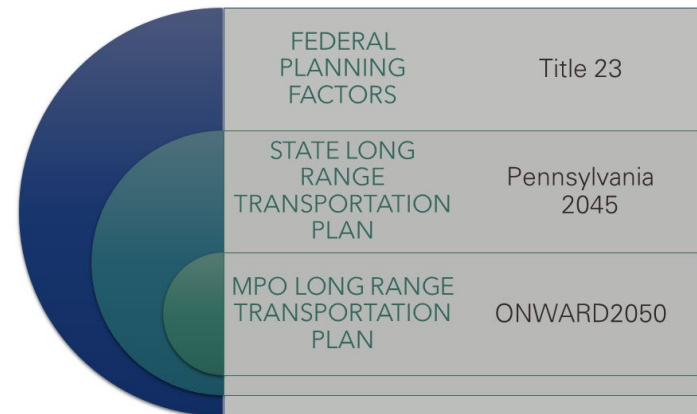 FEDERAL
PLANNING
FACTORS
Title 23
STATE LONG
RANGE
TRANSPORTATION
PLAN
Pennsylvania
2045
MPO LONG RANGE
TRANSPORTATION
PLAN
ONWARD2050